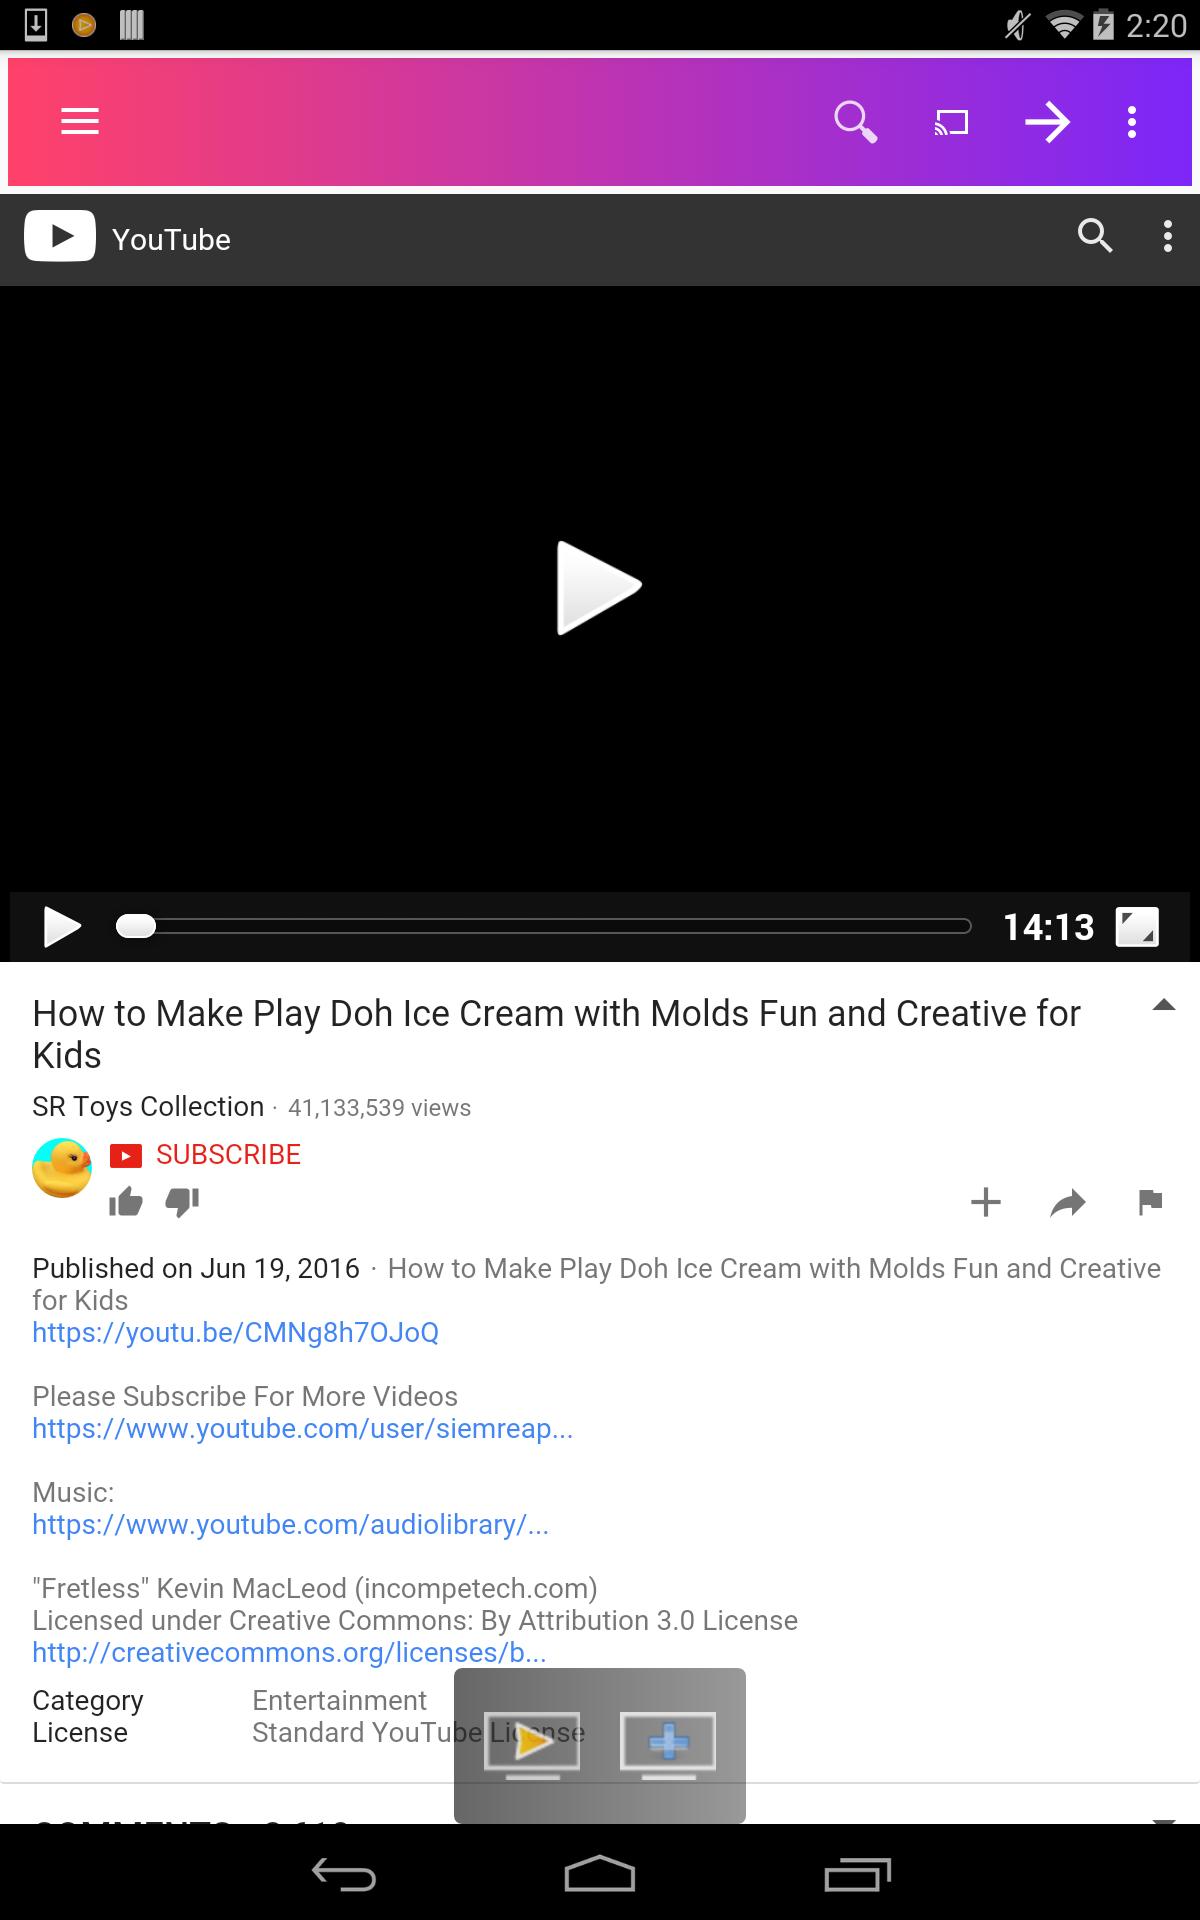 2:20
YouTube
14:13
How to Make Play Doh Ice Cream with Molds Fun and Creative for
Kids
SR Toys Collection · 41,133,539 views
SUBSCRIBE
Published on Jun 19, 2016 · How to Make Play Doh Ice Cream with Molds Fun and Creative
for Kids
https://youtu.be/CMNg8h7OJoQ
Please Subscribe For More Videos
https://www.youtube.com/user/siemreap...
Music:
https://www.youtube.com/audiolibrary/...
"Fretless" Kevin MacLeod (incompetech.com)
Licensed under Creative Commons: By Attribution 3.0 License
http://creativecommons.org/licenses/b...
Category Entertainment
License Standard YouTube License